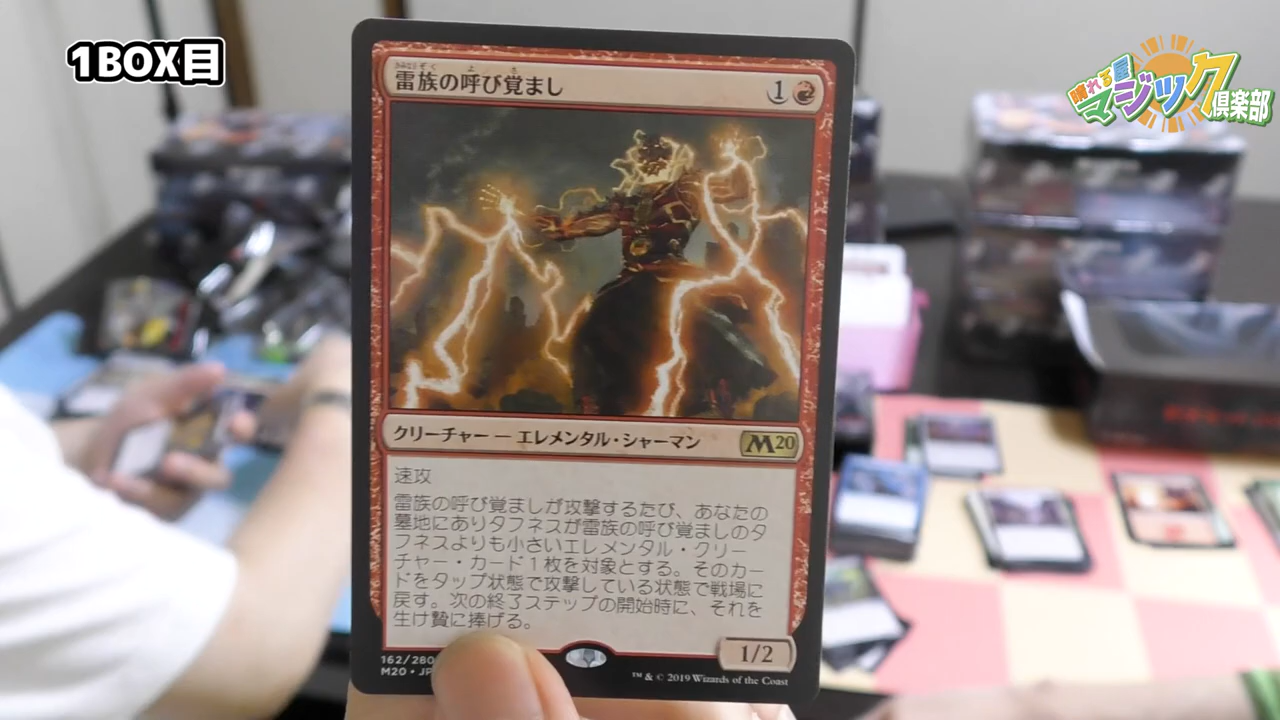 1BOX目
晴れる屋
マジック倶楽部
雷族の呼び覚まし
1
クリーチャー — エレメンタル・シャーマン
M20
速攻
雷族の呼び覚ましが攻撃するたび、あなたの
墓地にありタフネスが雷族の呼び覚ましのタ
フネスよりも小さいエレメンタル・クリー
チャー・カード1枚を対象とする。そのカー
ドをタップ状態で攻撃している状態で戦場に
戻す。次の終了ステップの開始時に、それを
生け贄に捧げる。
1/2
162/280
M20・JP
™ & © 2019 Wizards of the Coast